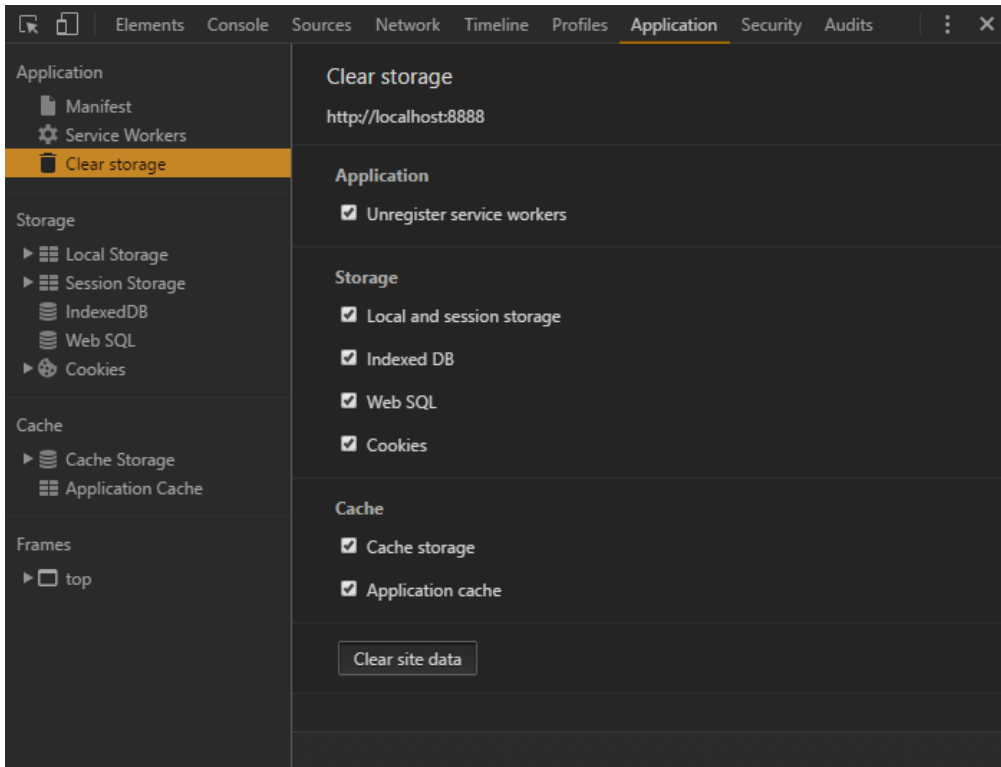 Elements Console Sources Network Timeline Profiles Application Security Audits
Application
Manifest
Service Workers
Clear storage
Storage
Local Storage
Session Storage
IndexedDB
Web SQL
Cookies
Cache
Cache Storage
Application Cache
Frames
top
Clear storage
http://localhost:8888
Application
Unregister service workers
Storage
Local and session storage
Indexed DB
Web SQL
Cookies
Cache
Cache storage
Application cache
Clear site data